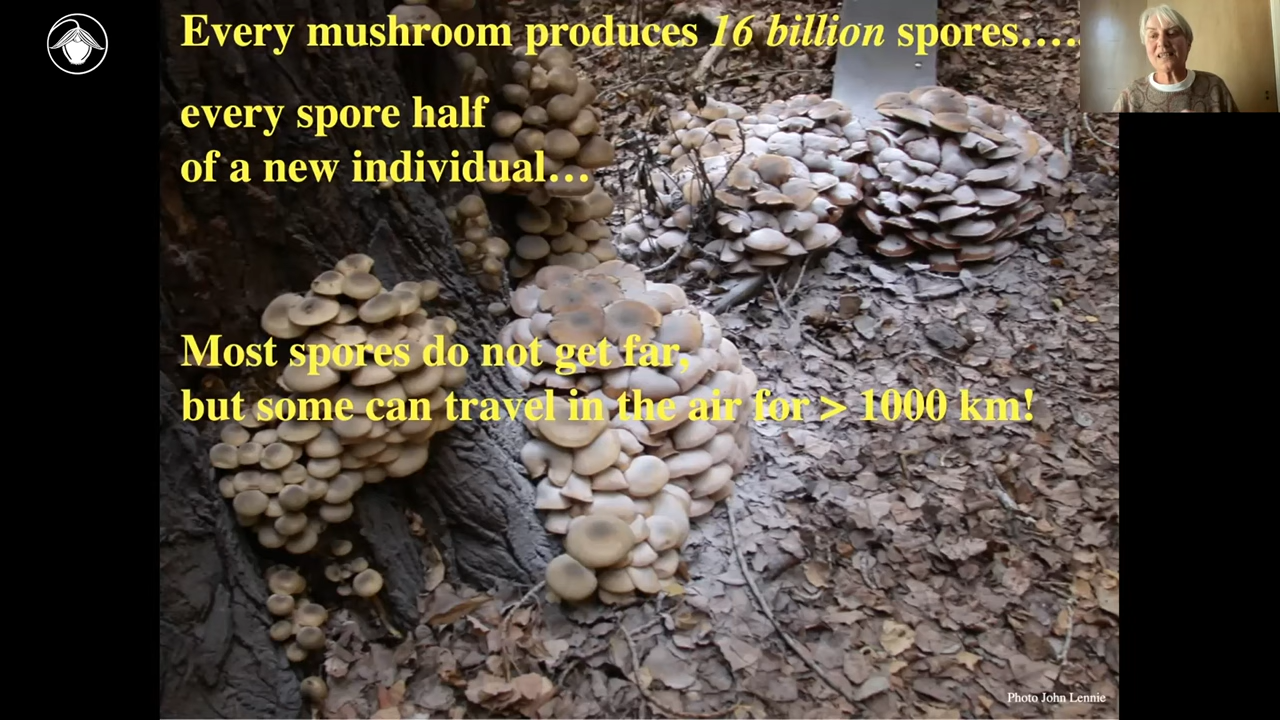 Every mushroom produces 16 billion spores.....
every spore half
of a new individual…
Most spores do not get far,
but some can travel in the air for > 1000 km!
Photo John Lennie